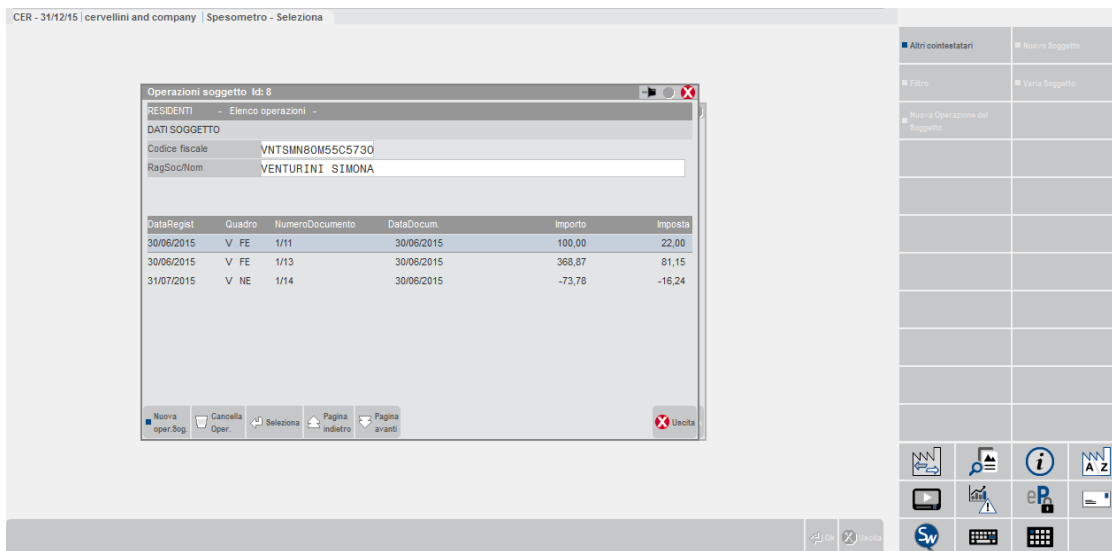 CER - 31/12/15 | cervellini and company | Spesometro - Seleziona
Altri cointestatari
Nuovo Soggetto
Filtro
Varia Soggetto
Nuova Operazione del
Soggetto
Operazioni soggetto Id: 8
RESIDENTI - Elenco operazioni -
DATI SOGGETTO
Codice fiscale VNTSMN80M55C573O
RagSoc/Nom VENTURINI SIMONA
DataRegist Quadro NumeroDocumento DataDocum. Importo Imposta
30/06/2015 V FE 1/11 30/06/2015 100,00 22,00
30/06/2015 V FE 1/13 30/06/2015 368,87 81,15
31/07/2015 V NE 1/14 30/06/2015 -73,78 -16,24
Nuova
oper.Sog.
Cancella
Oper.
Seleziona
Pagina
indietro
Pagina
avanti
Uscita
i
A Z
eP
Sw
Ok
Uscita